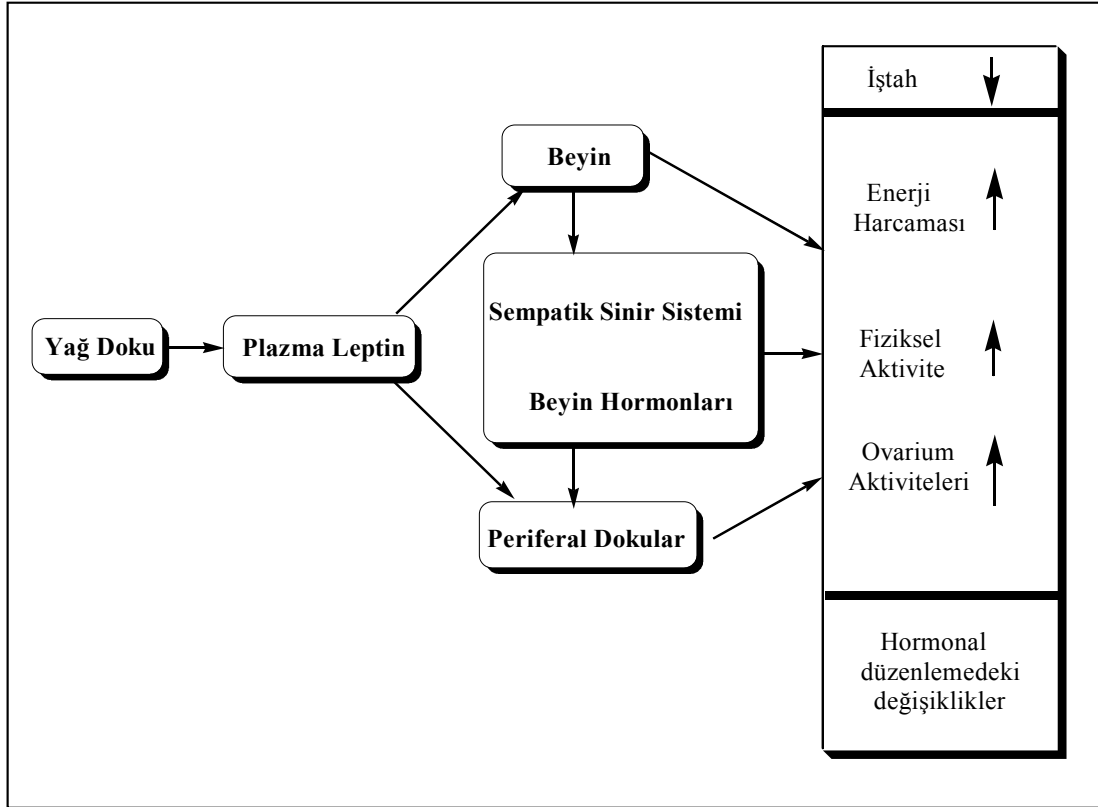 Yağ Doku
Plazma Leptin
Beyin
Sempatik Sinir Sistemi
Beyin Hormonları
Periferal Dokular
İştah
Enerji
Harcaması
Fiziksel
Aktivite
Ovarium
Aktiviteleri
Hormonal
düzenlemedeki
değişiklikler